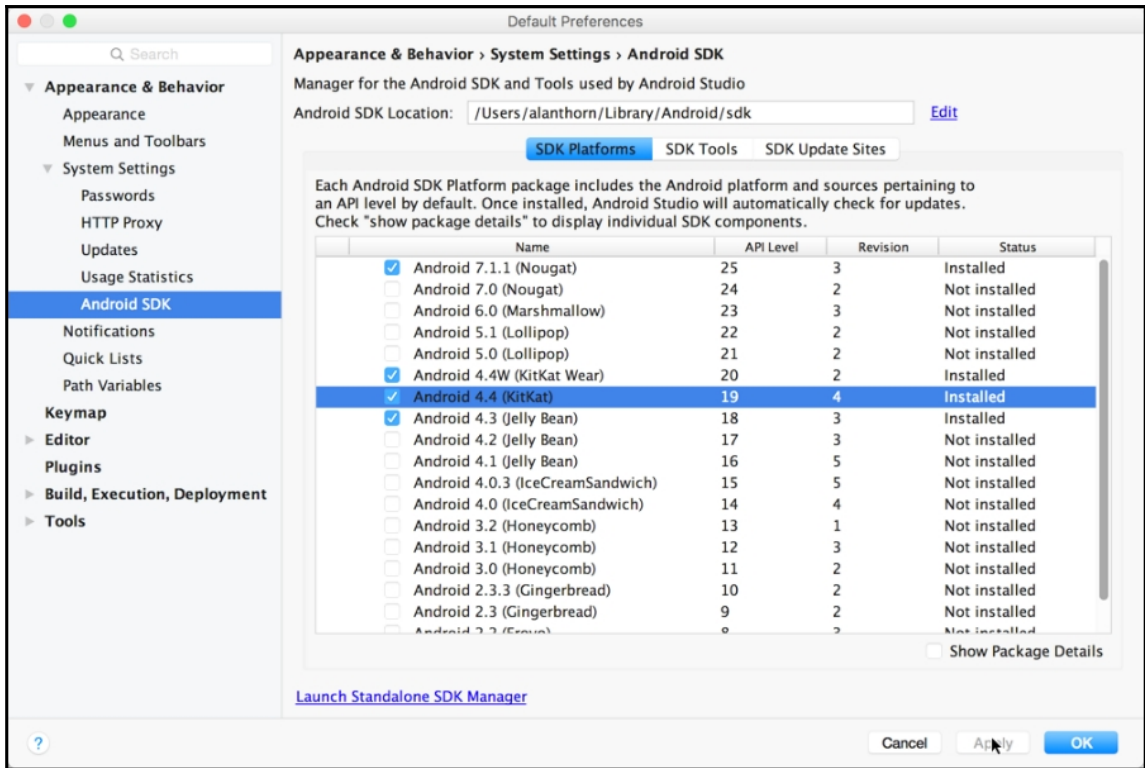 Default Preferences
Search
Appearance & Behavior
Appearance
Menus and Toolbars
System Settings
Passwords
HTTP Proxy
Updates
Usage Statistics
Android SDK
Notifications
Quick Lists
Path Variables
Keymap
Editor
Plugins
Build, Execution, Deployment
Tools
Appearance & Behavior › System Settings › Android SDK
Manager for the Android SDK and Tools used by Android Studio
Android SDK Location: /Users/alanthorn/Library/Android/sdk Edit
SDK Platforms SDK Tools SDK Update Sites
Each Android SDK Platform package includes the Android platform and sources pertaining to
an API level by default. Once installed, Android Studio will automatically check for updates.
Check "show package details" to display individual SDK components.
Name API Level Revision Status
Android 7.1.1 (Nougat) 25 3 Installed
Android 7.0 (Nougat) 24 2 Not installed
Android 6.0 (Marshmallow) 23 3 Not installed
Android 5.1 (Lollipop) 22 2 Not installed
Android 5.0 (Lollipop) 21 2 Not installed
Android 4.4W (KitKat Wear) 20 2 Installed
Android 4.4 (KitKat) 19 4 Installed
Android 4.3 (Jelly Bean) 18 3 Installed
Android 4.2 (Jelly Bean) 17 3 Not installed
Android 4.1 (Jelly Bean) 16 5 Not installed
Android 4.0.3 (IceCreamSandwich) 15 5 Not installed
Android 4.0 (IceCreamSandwich) 14 4 Not installed
Android 3.2 (Honeycomb) 13 1 Not installed
Android 3.1 (Honeycomb) 12 3 Not installed
Android 3.0 (Honeycomb) 11 2 Not installed
Android 2.3.3 (Gingerbread) 10 2 Not installed
Android 2.3 (Gingerbread) 9 2 Not installed
Android 2.2 (Froyo) 8 Not installed
Show Package Details
Launch Standalone SDK Manager
? Cancel Apply OK